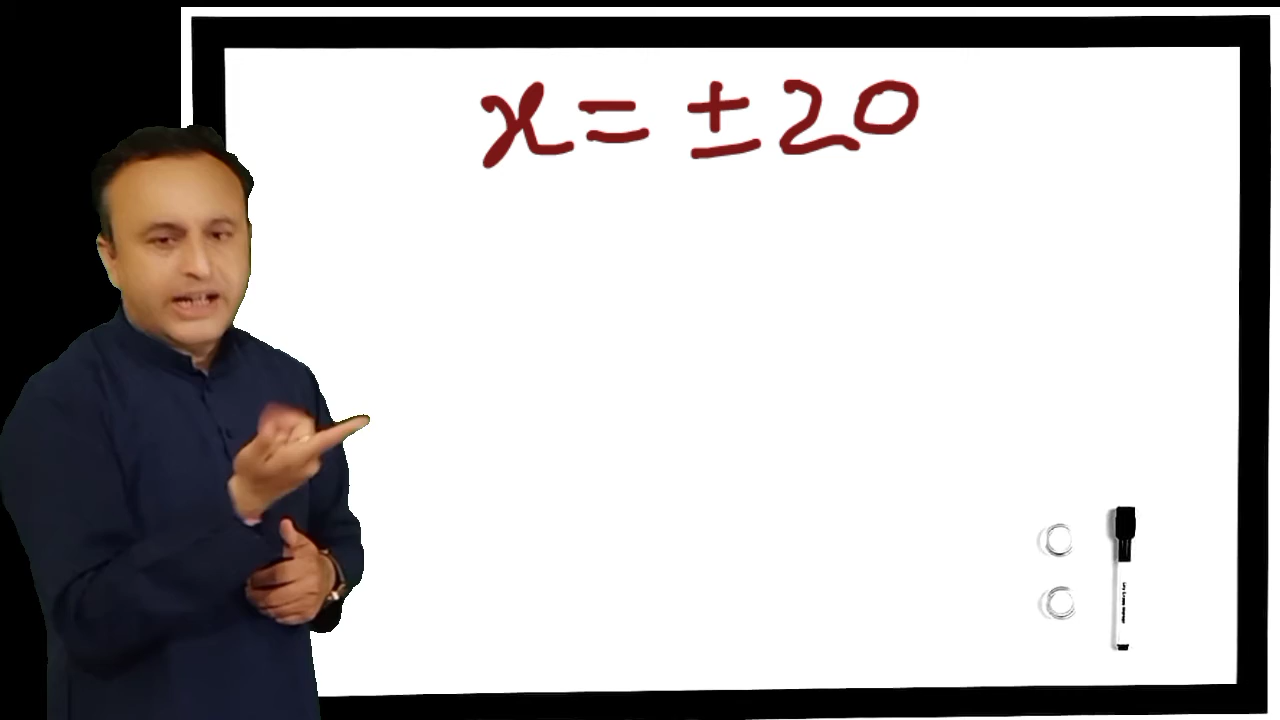 x = ± 20